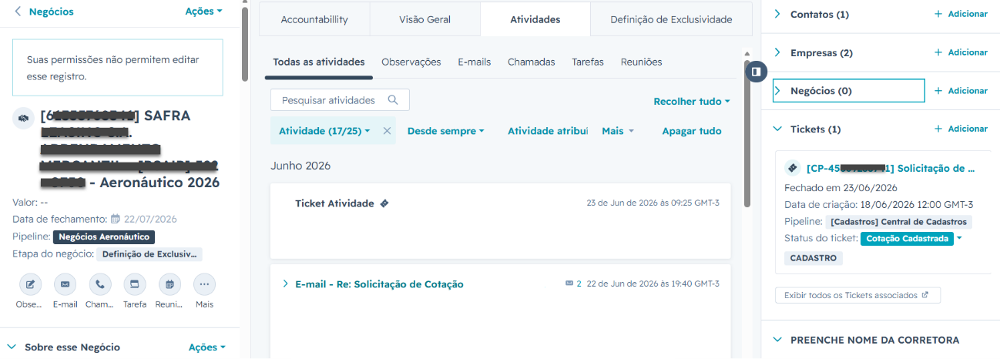 Negócios
Ações
Suas permissões não permitem editar
esse registro.
SAFRA
- Aeronáutico 2026
Valor: --
Data de fechamento: 22/07/2026
Pipeline: Negócios Aeronáutico
Etapa do negócio: Definição de Exclusiv...
Obse...
E-mail
Cham...
Tarefa
Reuni...
Mais
Sobre esse Negócio
Ações
Accountabillity
Visão Geral
Atividades
Definição de Exclusividade
Todas as atividades
Observações
E-mails
Chamadas
Tarefas
Reuniões
Pesquisar atividades
Recolher tudo
Atividade (17/25)
Desde sempre
Atividade atribui
Mais
Apagar tudo
Junho 2026
Ticket Atividade
23 de Jun de 2026 às 09:25 GMT-3
E-mail - Re: Solicitação de Cotação
2 22 de Jun de 2026 às 19:40 GMT-3
Contatos (1)
+ Adicionar
Empresas (2)
+ Adicionar
Negócios (0)
+ Adicionar
Tickets (1)
+ Adicionar
[CP-45 1] Solicitação de ...
Fechado em 23/06/2026
Data de criação: 18/06/2026 12:00 GMT-3
Pipeline: [Cadastros] Central de Cadastros
Status do ticket: Cotação Cadastrada
CADASTRO
Exibir todos os Tickets associados
PREENCHE NOME DA CORRETORA